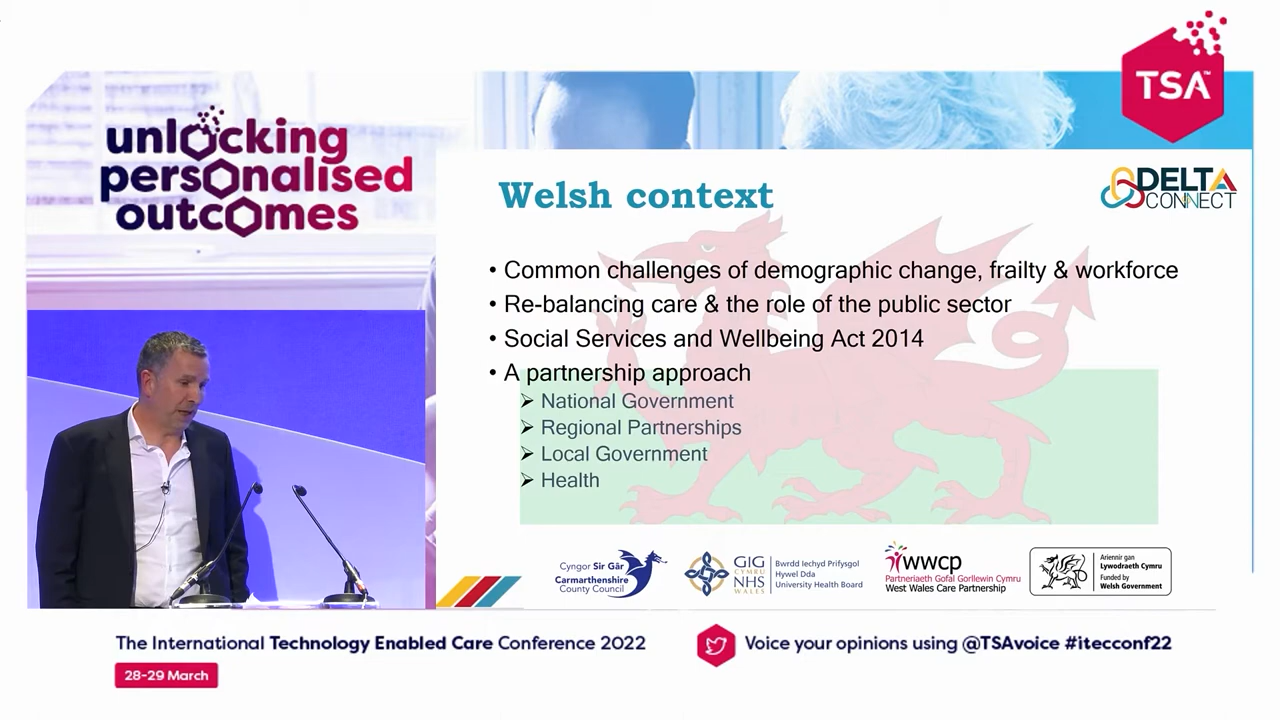 TSA™
unlocking
personalised
outcomes
Welsh context
DELTA
CONNECT
• Common challenges of demographic change, frailty & workforce
• Re-balancing care & the role of the public sector
• Social Services and Wellbeing Act 2014
• A partnership approach
➢ National Government
➢ Regional Partnerships
➢ Local Government
➢ Health
Cyngor Sir Gâr
Carmarthenshire
County Council
GIG
CYMRU
NHS
WALES
Bwrdd Iechyd Prifysgol
Hywel Dda
University Health Board
wwcp
Partneriaeth Gofal Gorllewin Cymru
West Wales Care Partnership
Ariennir gan
Lywodraeth Cymru
Funded by
Welsh Government
The International Technology Enabled Care Conference 2022
28-29 March
Voice your opinions using @TSAvoice #itecconf22